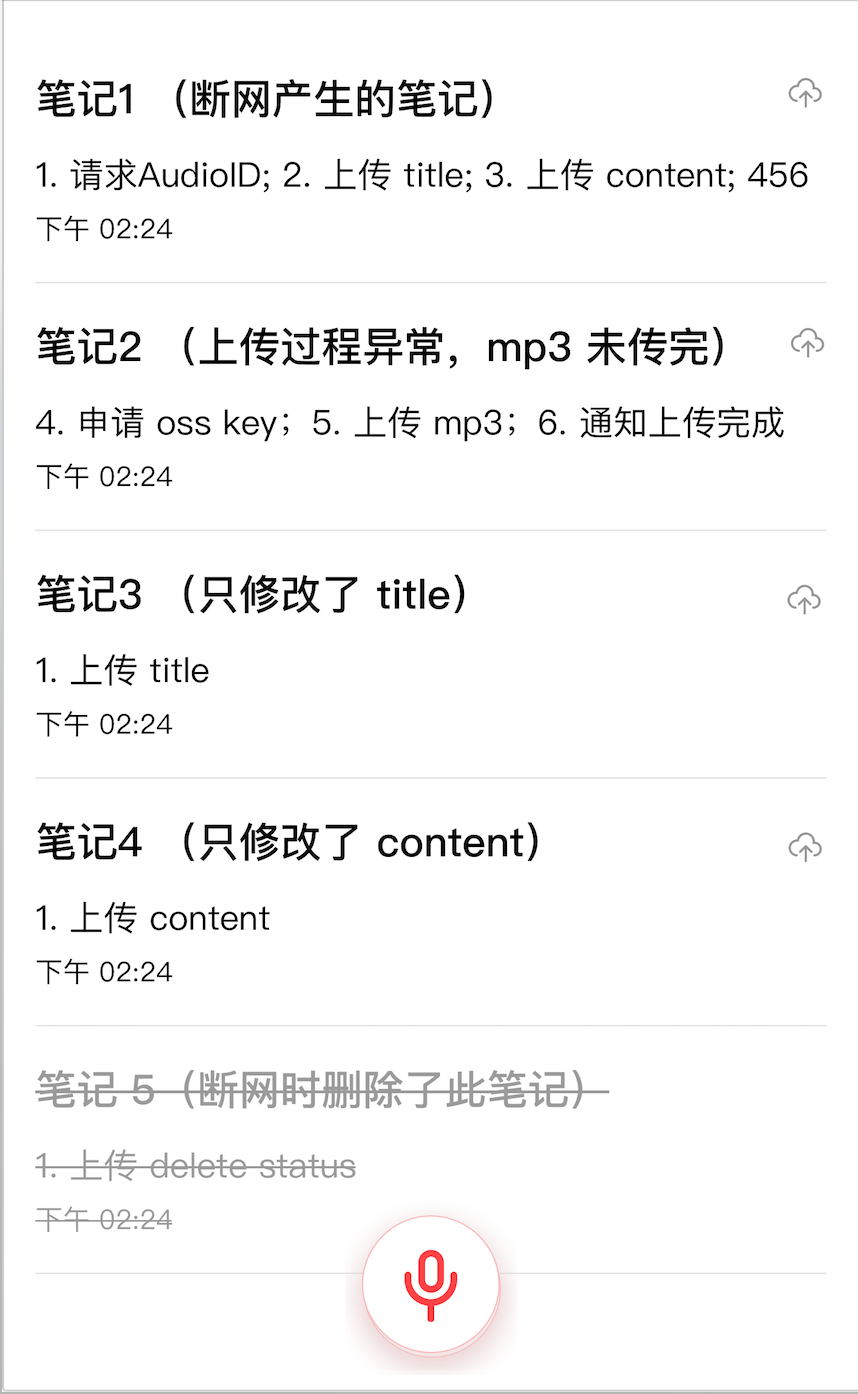 笔记1 （断网产生的笔记）
1. 请求AudioID; 2. 上传 title; 3. 上传 content; 456
下午 02:24
笔记2 （上传过程异常，mp3 未传完）
4. 申请 oss key；5. 上传 mp3；6. 通知上传完成
下午 02:24
笔记3 （只修改了 title）
1. 上传 title
下午 02:24
笔记4 （只修改了 content）
1. 上传 content
下午 02:24
笔记 5（断网时删除了此笔记）
1. 上传 delete status
下午 02:24